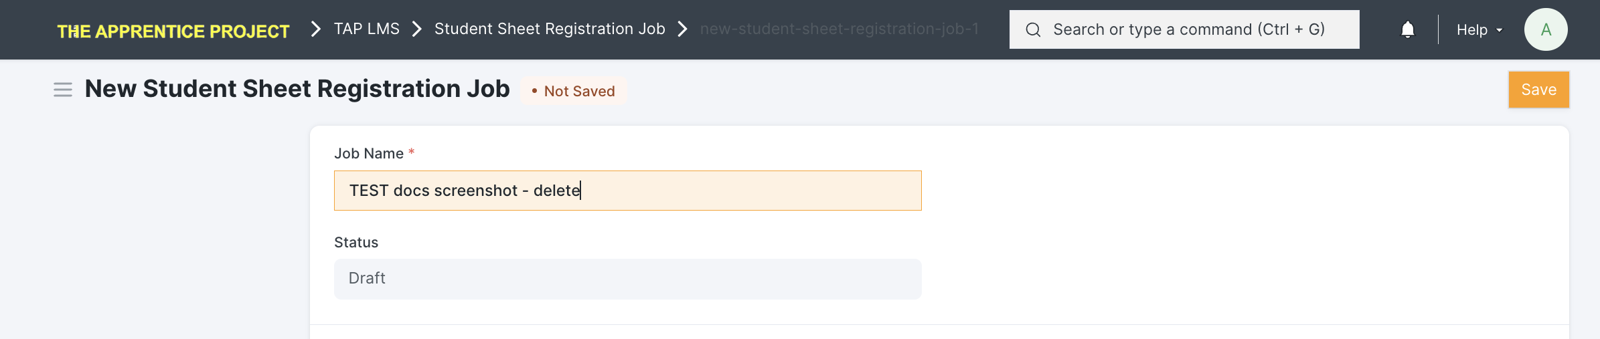 THE APPRENTICE PROJECT > TAP LMS > Student Sheet Registration Job > new-student-sheet-registration-job-1 Search or type a command (Ctrl + G) Help A
New Student Sheet Registration Job • Not Saved Save
Job Name *
TEST docs screenshot - delete
Status
Draft